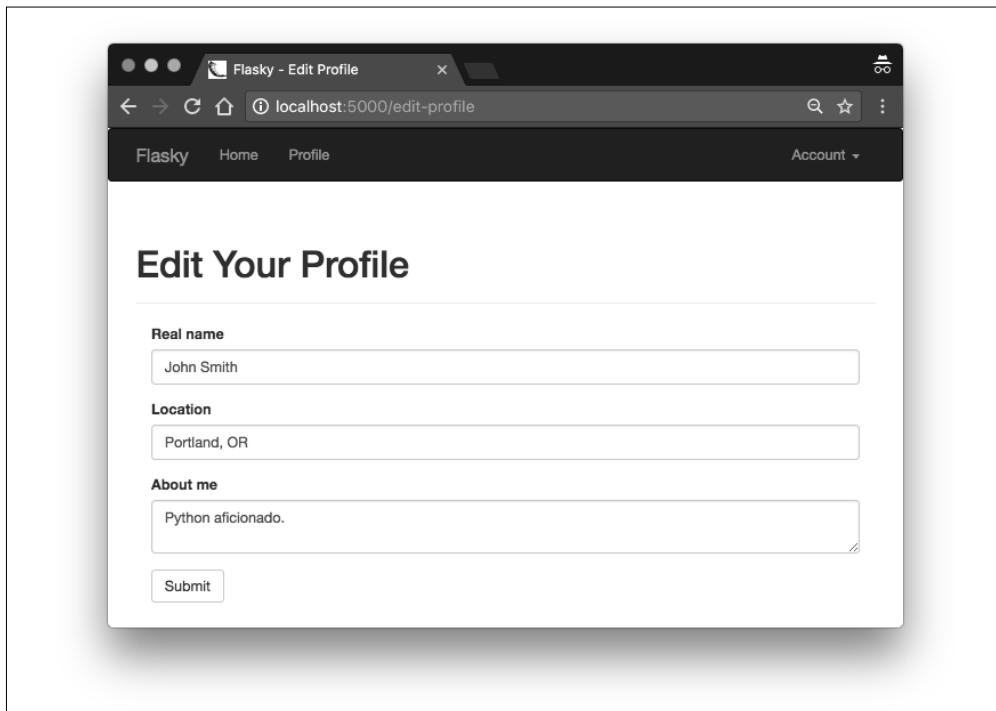 Flasky - Edit Profile
localhost:5000/edit-profile
Flasky Home Profile Account
Edit Your Profile
Real name
John Smith
Location
Portland, OR
About me
Python aficionado.
Submit